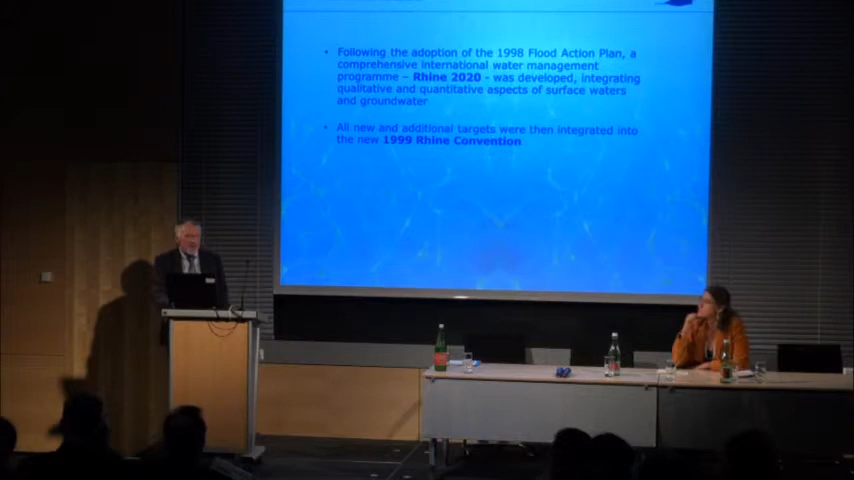 • Following the adoption of the 1998 Flood Action Plan, a
comprehensive international water management
programme – Rhine 2020 - was developed, integrating
qualitative and quantitative aspects of surface waters
and groundwater
• All new and additional targets were then integrated into
the new 1999 Rhine Convention